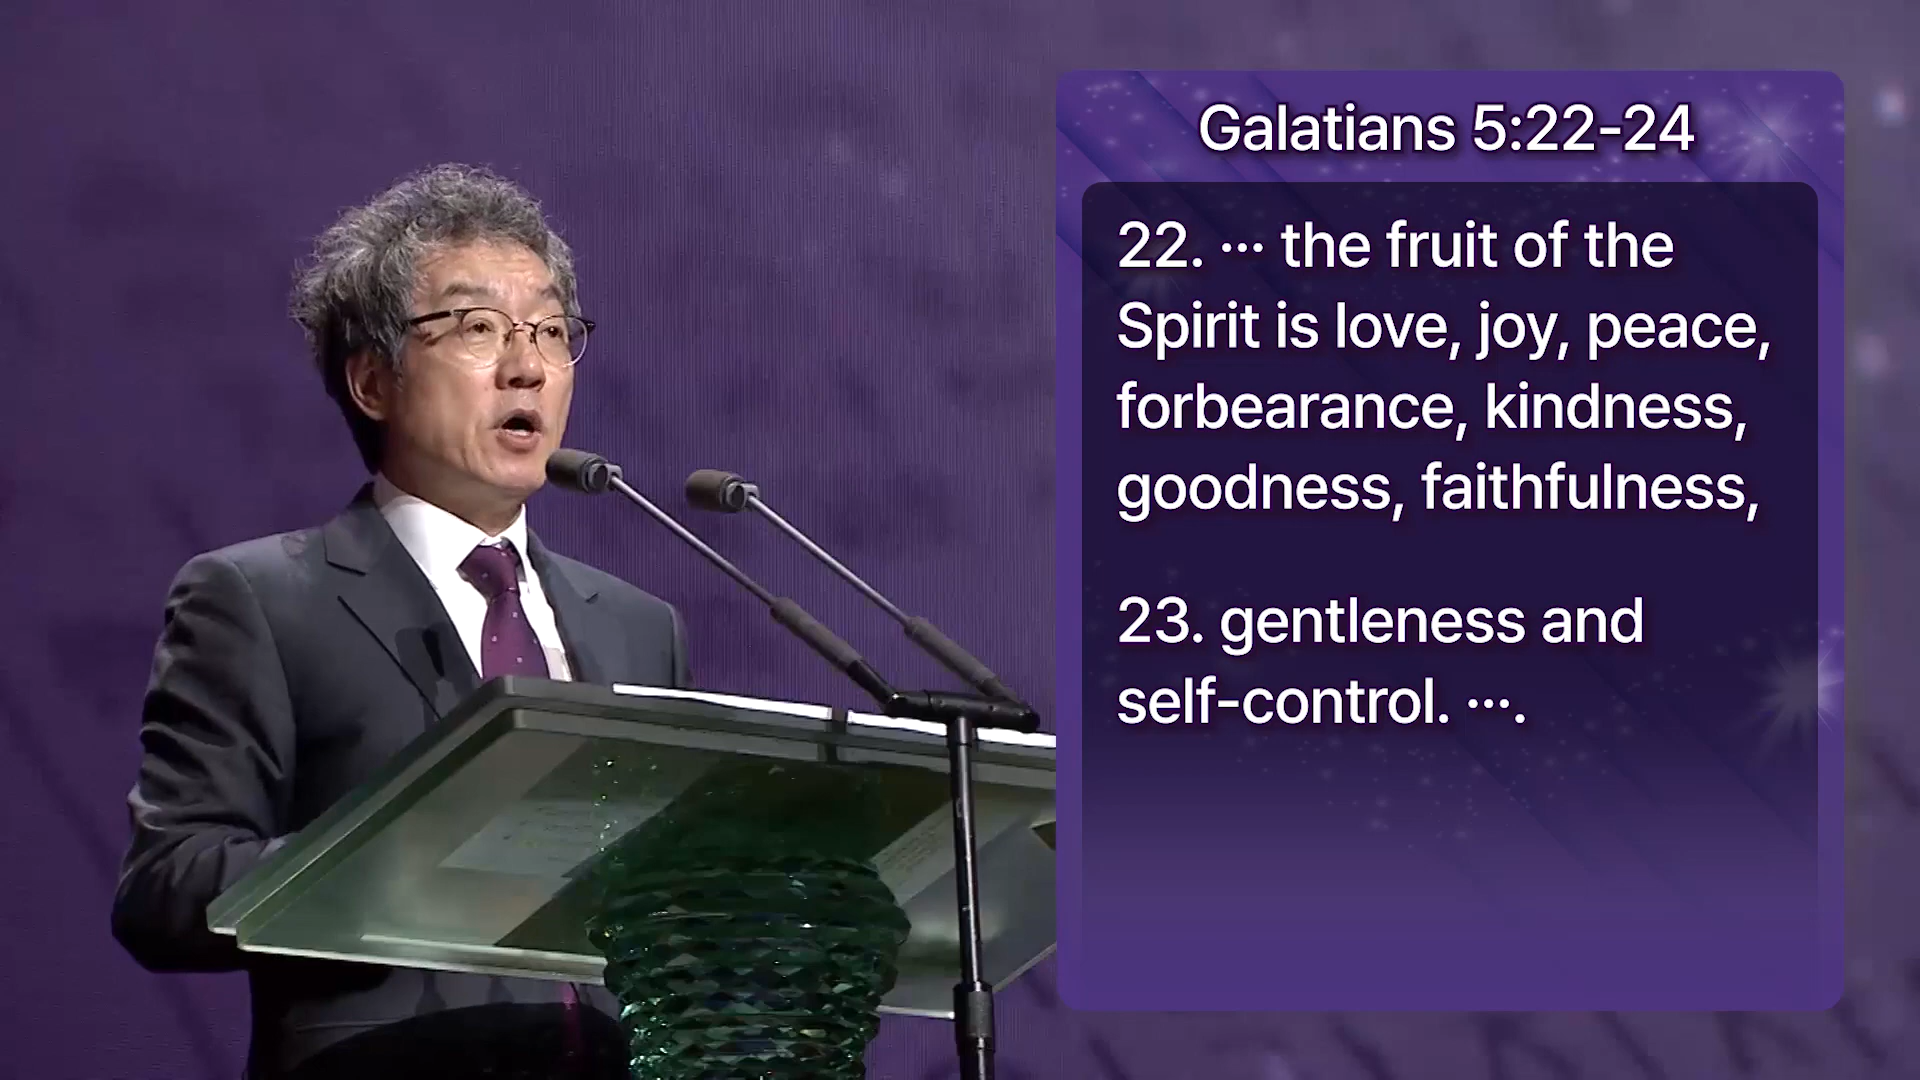 Galatians 5:22-24
22. ··· the fruit of the
Spirit is love, joy, peace,
forbearance, kindness,
goodness, faithfulness,
23. gentleness and
self-control. ···.